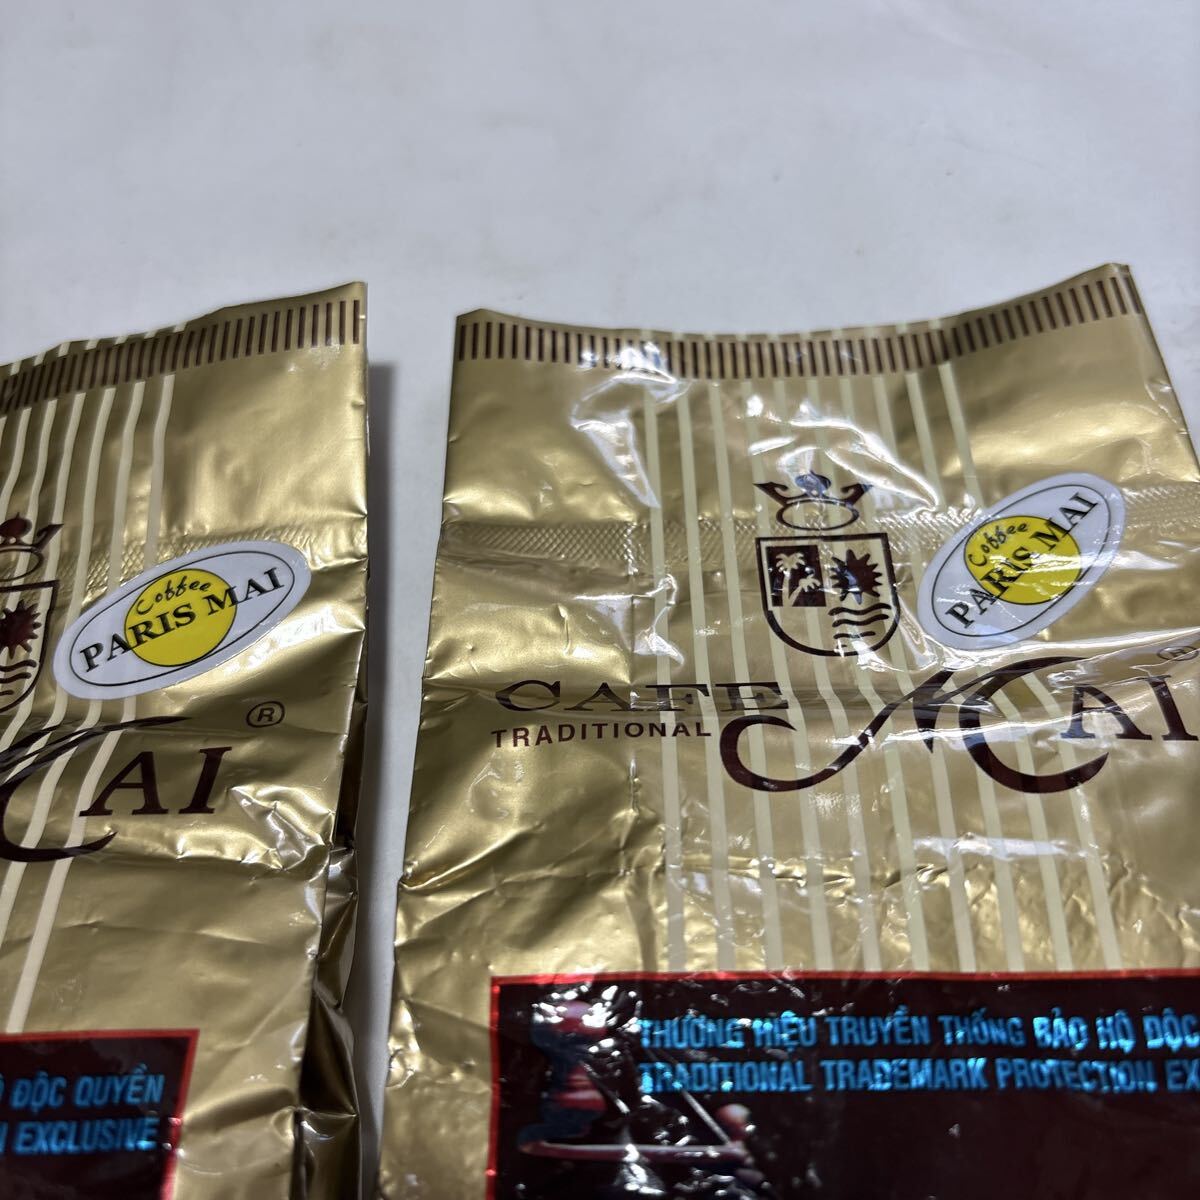 Coffee
PARIS MAI
MAI ®
ĐỘC QUYỀN
EXCLUSIVE
Coffee
PARIS MAI
CAFE MAI ®
TRADITIONAL
THƯƠNG HIỆU TRUYỀN THỐNG BẢO HỘ ĐỘC
TRADITIONAL TRADEMARK PROTECTION EX